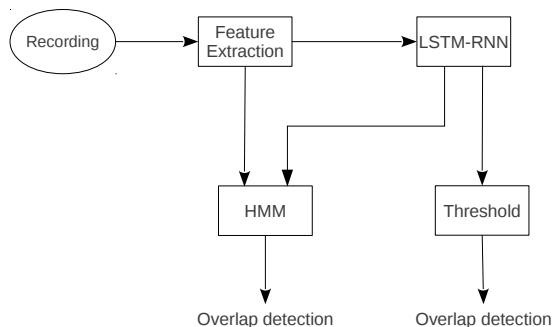 Recording
Feature
Extraction
LSTM-RNN
HMM
Threshold
Overlap detection
Overlap detection